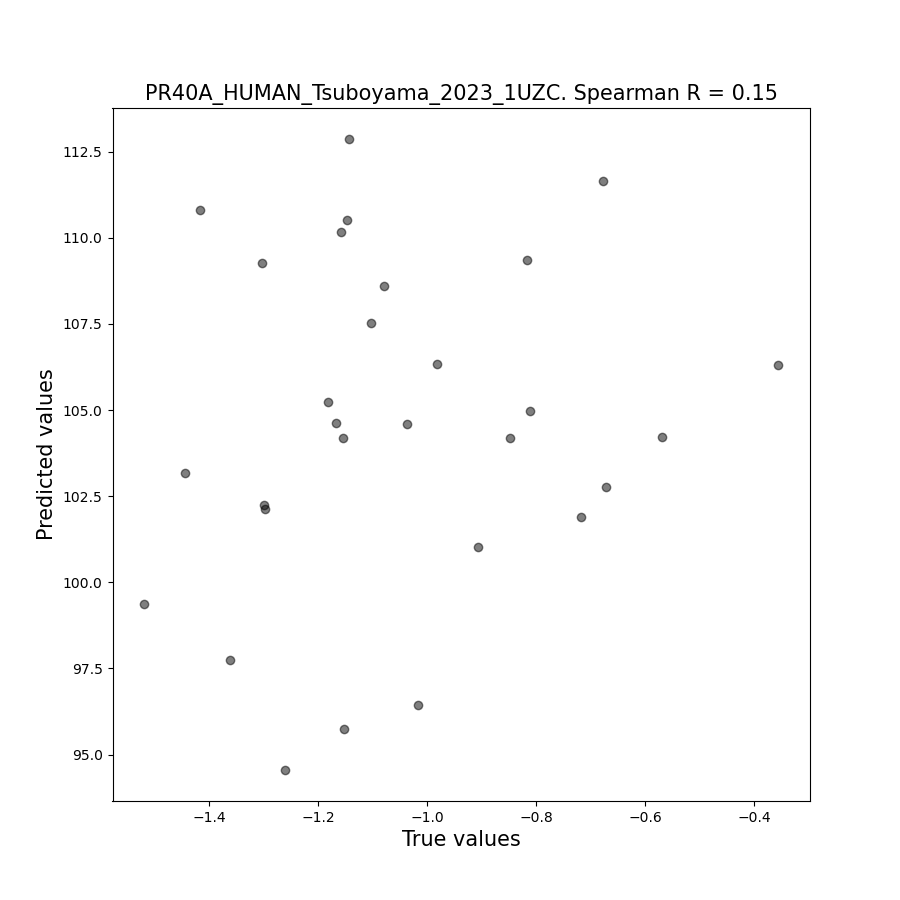 PR40A_HUMAN_Tsuboyama_2023_1UZC. Spearman R = 0.15
112.5
110.0
107.5
105.0
102.5
100.0
97.5
95.0
Predicted values
−1.4 −1.2 −1.0 −0.8 −0.6 −0.4
True values